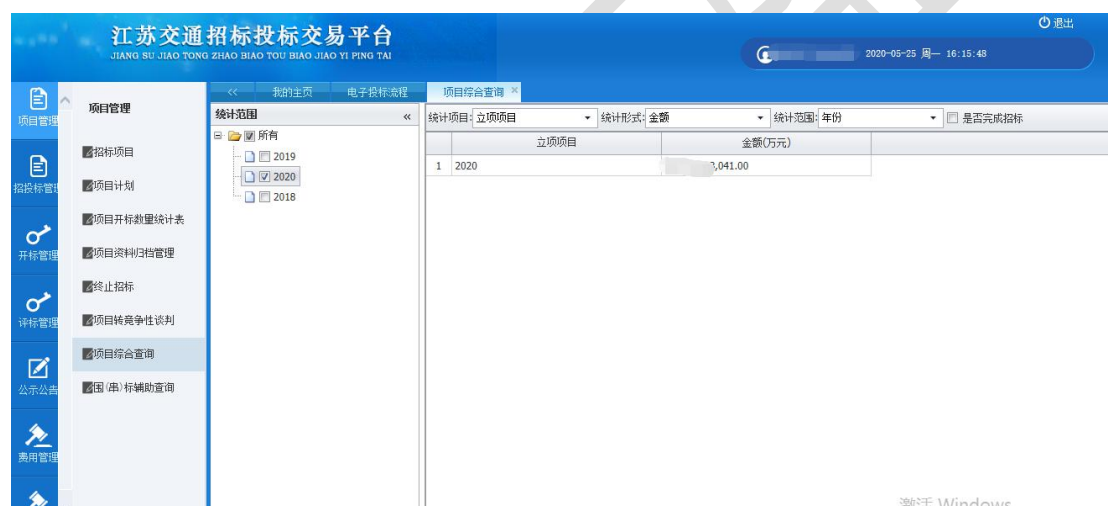 江苏交通招标投标交易平台
JIANG SU JIAO TONG ZHAO BIAO TOU BIAO JIAO YI PING TAI
退出
2020-05-25 周一 16:15:48
项目管理
招投标管理
开标管理
评标管理
公示公告
费用管理
项目管理
招标项目
项目计划
项目开标数量统计表
项目资料归档管理
终止招标
项目转竞争性谈判
项目综合查询
围(串)标辅助查询
<< 我的主页 电子投标流程 项目综合查询 ×
统计范围 «
所有
2019
2020
2018
统计项目: 立项项目 统计形式: 金额 统计范围: 年份 是否完成招标
立项项目 金额(万元)
1 2020 ,041.00
激活 Windows